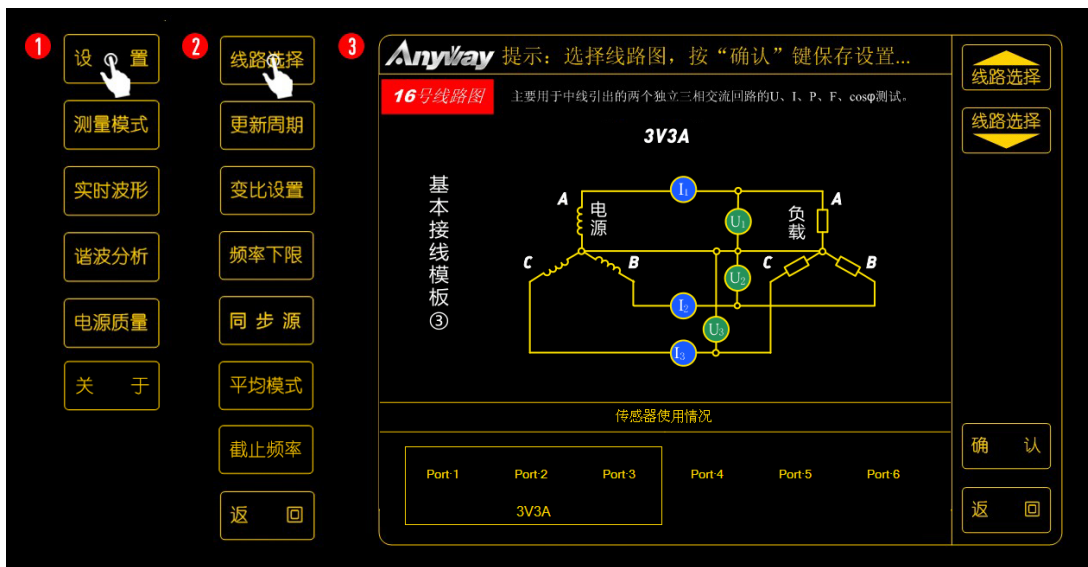 1
设 置
测量模式
实时波形
谐波分析
电源质量
关 于
2
线路选择
更新周期
变比设置
频率下限
同 步 源
平均模式
截止频率
返 回
3
AnyWay 提示：选择线路图，按“确认”键保存设置...
16号线路图 主要用于中线引出的两个独立三相交流回路的U、I、P、F、cosφ测试。
3V3A
基本接线模板③
A
电源
C
B
I1
U1
U2
I2
U3
I3
负载
A
C
B
传感器使用情况
Port-1 Port-2 Port-3 Port-4 Port-5 Port-6
3V3A
线路选择
线路选择
确 认
返 回